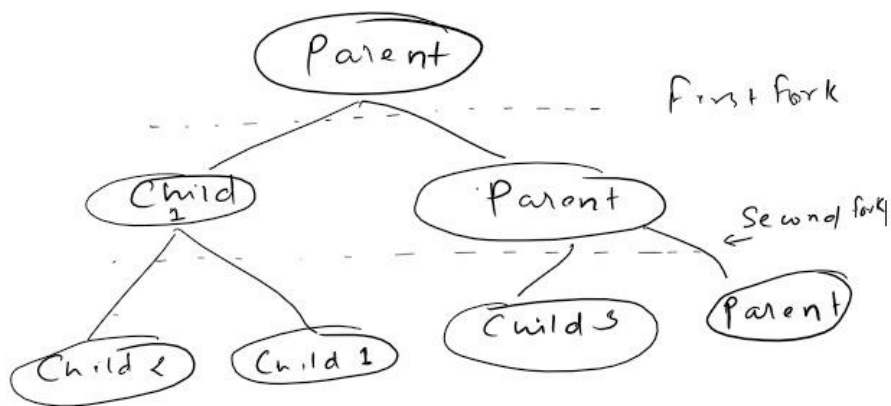 Parent
First fork
Child
1
Parent
Second fork
Child 2
Child 1
Child 3
Parent